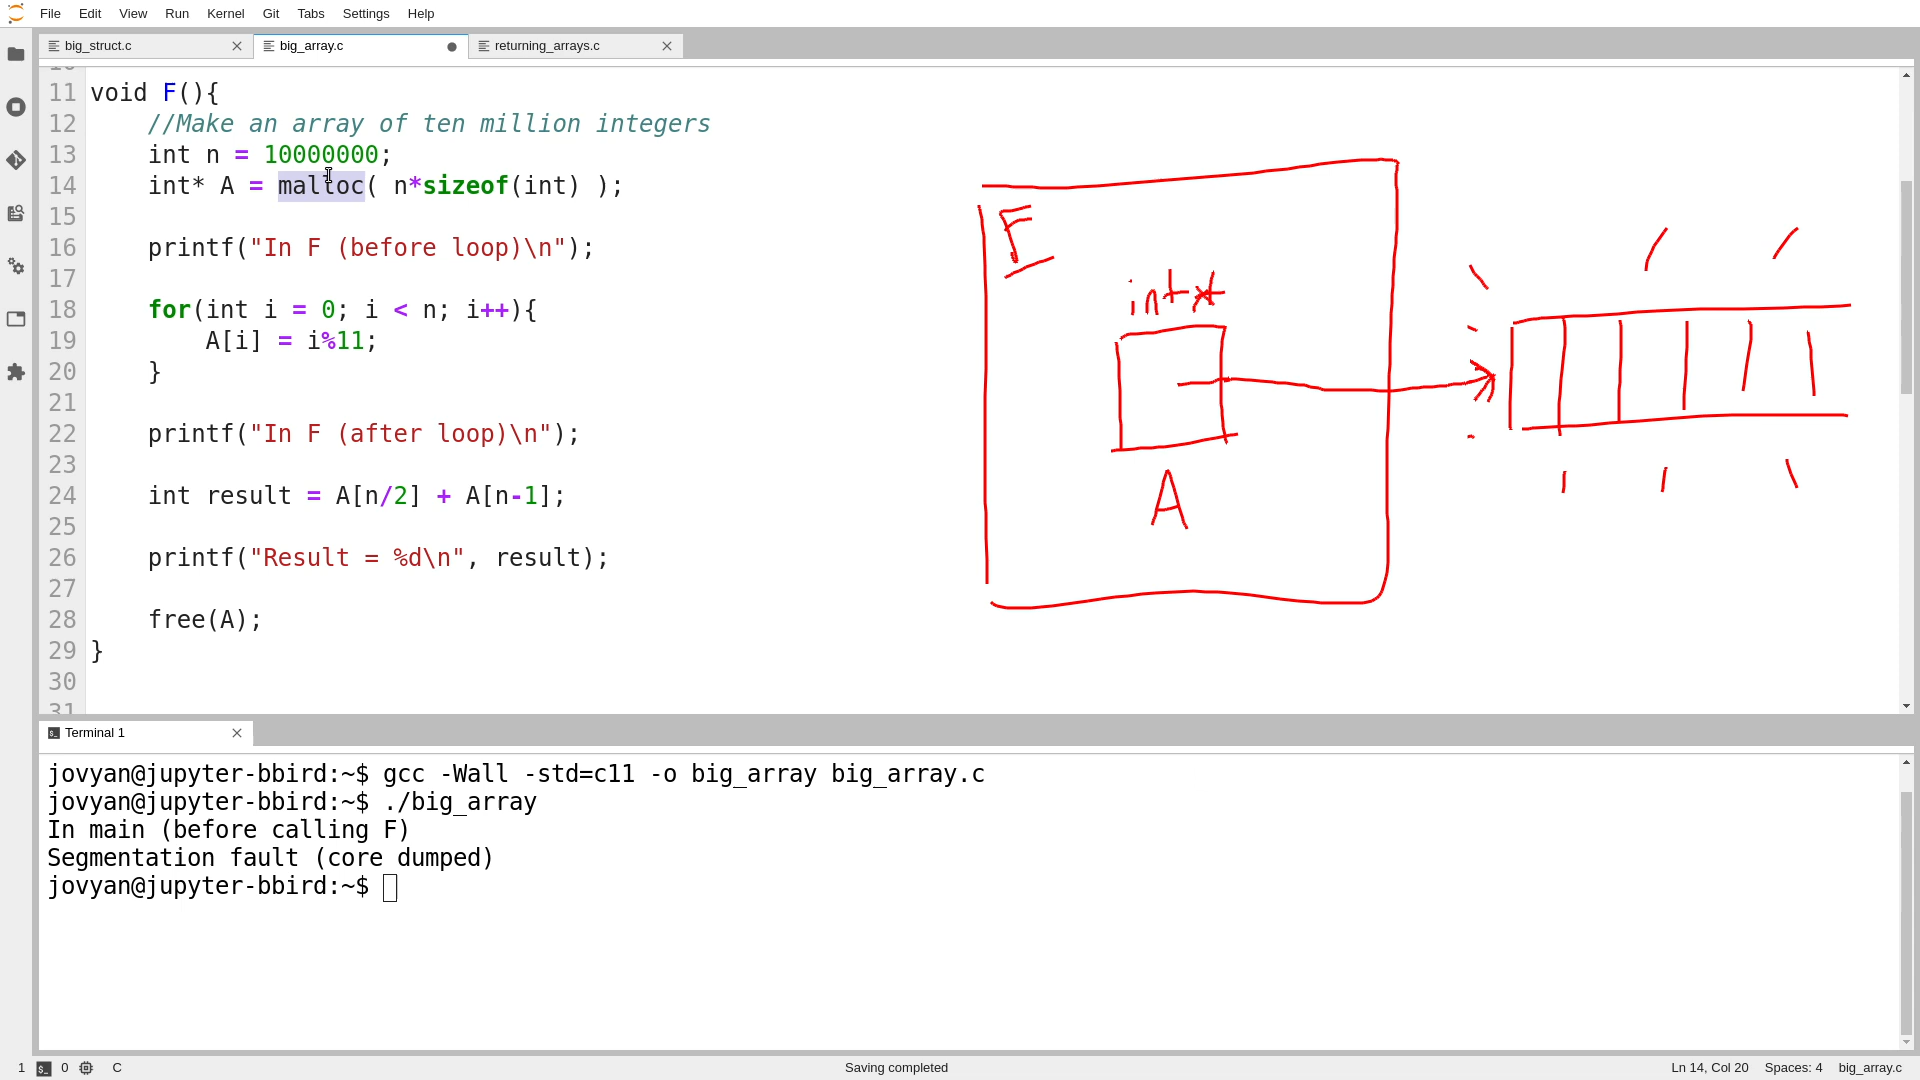 File Edit View Run Kernel Git Tabs Settings Help
big_struct.c big_array.c returning_arrays.c
11 void F(){
12 //Make an array of ten million integers
13 int n = 10000000;
14 int* A = malloc( n*sizeof(int) );
15
16 printf("In F (before loop)\n");
17
18 for(int i = 0; i < n; i++){
19 A[i] = i%11;
20 }
21
22 printf("In F (after loop)\n");
23
24 int result = A[n/2] + A[n-1];
25
26 printf("Result = %d\n", result);
27
28 free(A);
29 }
30
31
F
int*
A
Terminal 1
jovyan@jupyter-bbird:~$ gcc -Wall -std=c11 -o big_array big_array.c
jovyan@jupyter-bbird:~$ ./big_array
In main (before calling F)
Segmentation fault (core dumped)
jovyan@jupyter-bbird:~$
1 0 C Saving completed Ln 14, Col 20 Spaces: 4 big_array.c